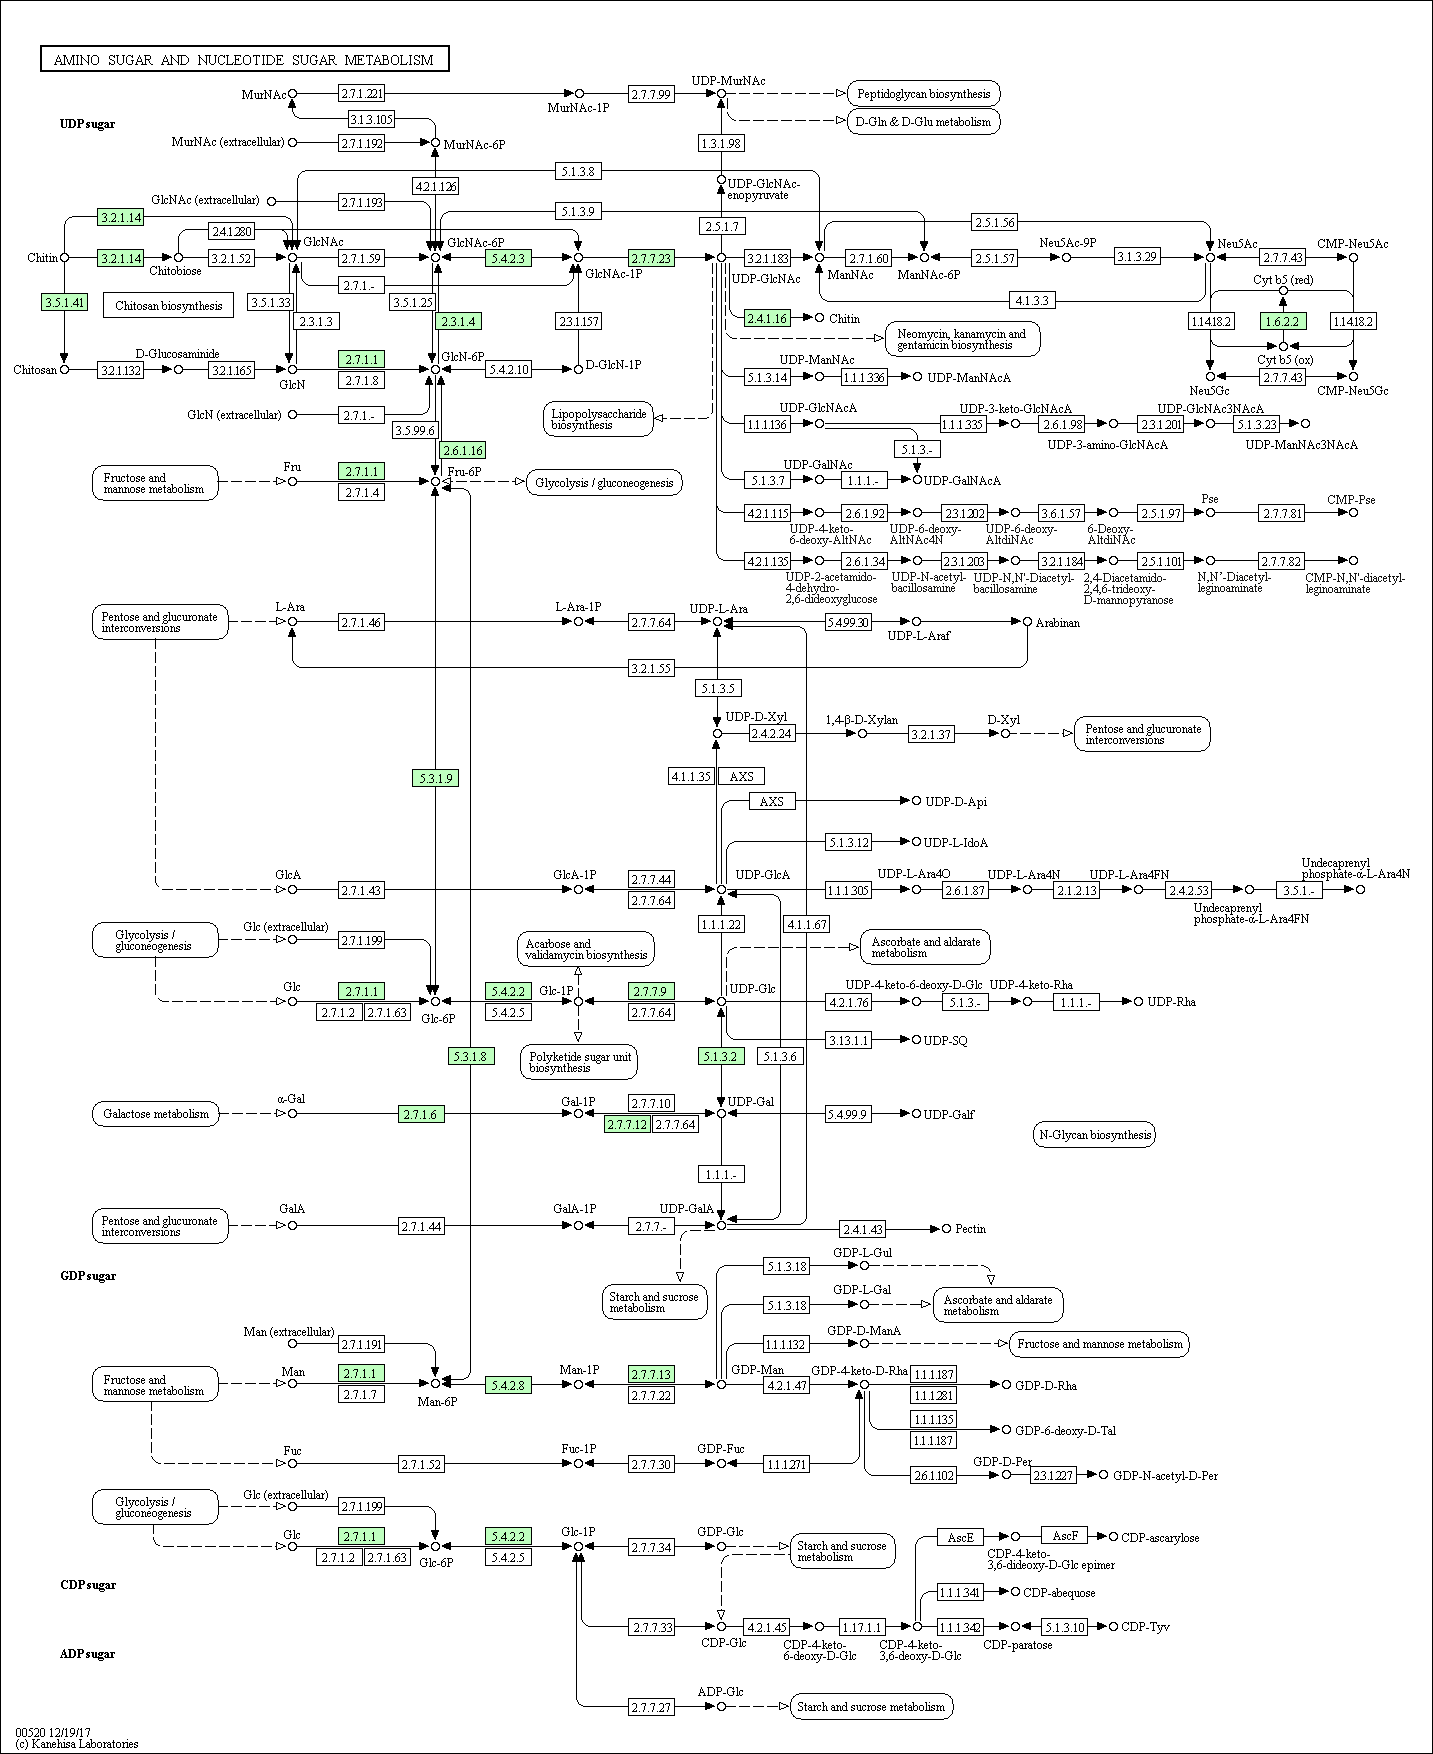 AMINO SUGAR AND NUCLEOTIDE SUGAR METABOLISM
UDP-MurNAc
MurNAc
2.7.1.221
MurNAc-1P
2.7.7.99
Peptidoglycan biosynthesis
UDP sugar
3.1.3.105
D-Gln & D-Glu metabolism
MurNAc (extracellular)
2.7.1.192
MurNAc-6P
1.3.1.98
5.1.3.8
4.2.1.126
UDP-GlcNAc-
enopyruvate
GlcNAc (extracellular)
2.7.1.193
5.1.3.9
3.2.1.14
2.4.1.280
2.5.1.7
2.5.1.56
GlcNAc
GlcNAc-6P
Neu5Ac-9P
Neu5Ac
CMP-Neu5Ac
Chitin
3.2.1.14
Chitobiose
3.2.1.52
2.7.1.59
5.4.2.3
GlcNAc-1P
2.7.7.23
UDP-GlcNAc
3.2.1.183
ManNAc
2.7.1.60
ManNAc-6P
2.5.1.57
3.1.3.29
2.7.7.43
2.7.1.-
Cyt b5 (red)
3.5.1.41
Chitosan biosynthesis
3.5.1.33
3.5.1.25
4.1.3.3
2.3.1.3
2.3.1.4
2.3.1.157
2.4.1.16
Chitin
1.14.18.2
1.6.2.2
1.14.18.2
Neomycin, kanamycin and
gentamicin biosynthesis
D-Glucosaminide
2.7.1.1
GlcN-6P
UDP-ManNAc
Cyt b5 (ox)
Chitosan
3.2.1.132
3.2.1.165
GlcN
2.7.1.8
5.4.2.10
D-GlcN-1P
5.1.3.14
1.1.1.336
UDP-ManNAcA
Neu5Gc
2.7.7.43
CMP-Neu5Gc
GlcN (extracellular)
2.7.1.-
Lipopolysaccharide
biosynthesis
UDP-GlcNAcA
UDP-3-keto-GlcNAcA
UDP-GlcNAc3NAcA
3.5.99.6
1.1.1.136
1.1.1.335
2.6.1.98
2.3.1.201
5.1.3.23
UDP-3-amino-GlcNAcA
UDP-ManNAc3NAcA
2.6.1.16
5.1.3.-
Fructose and
mannose metabolism
Fru
2.7.1.1
2.7.1.4
Fru-6P
Glycolysis / gluconeogenesis
UDP-GalNAc
5.1.3.7
1.1.1.-
UDP-GalNAcA
Pse
CMP-Pse
4.2.1.115
2.6.1.92
2.3.1.202
3.6.1.57
2.5.1.97
2.7.7.81
UDP-4-keto-
6-deoxy-AltNAc
UDP-6-deoxy-
AltNAc4N
UDP-6-deoxy-
AltdiNAc
6-Deoxy-
AltdiNAc
4.2.1.135
2.6.1.34
2.3.1.203
3.2.1.184
2.5.1.101
2.7.7.82
UDP-2-acetamido-
4-dehydro-
2,6-dideoxyglucose
UDP-N-acetyl-
bacillosamine
UDP-N,N'-Diacetyl-
bacillosamine
2,4-Diacetamido-
2,4,6-trideoxy-
D-mannopyranose
N,N'-Diacetyl-
leginoaminate
CMP-N,N'-diacetyl-
leginoaminate
Pentose and glucuronate
interconversions
L-Ara
2.7.1.46
L-Ara-1P
2.7.7.64
UDP-L-Ara
5.4.99.30
UDP-L-Araf
Arabinan
3.2.1.55
5.1.3.5
UDP-D-Xyl
2.4.2.24
1,4-β-D-Xylan
3.2.1.37
D-Xyl
Pentose and glucuronate
interconversions
5.3.1.9
4.1.1.35
AXS
AXS
UDP-D-Api
5.1.3.12
UDP-L-IdoA
GlcA
2.7.1.43
GlcA-1P
2.7.7.44
2.7.7.64
UDP-GlcA
1.1.1.305
UDP-L-Ara4O
2.6.1.87
UDP-L-Ara4N
2.1.2.13
UDP-L-Ara4FN
2.4.2.53
Undecaprenyl
phosphate-α-L-Ara4FN
3.5.1.-
Undecaprenyl
phosphate-α-L-Ara4N
1.1.1.22
4.1.1.67
Glycolysis /
gluconeogenesis
Glc (extracellular)
2.7.1.199
Acarbose and
validamycin biosynthesis
Ascorbate and aldarate
metabolism
Glc
2.7.1.1
2.7.1.2
2.7.1.63
Glc-6P
5.4.2.2
5.4.2.5
Glc-1P
2.7.7.9
2.7.7.64
UDP-Glc
4.2.1.76
UDP-4-keto-6-deoxy-D-Glc
5.1.3.-
UDP-4-keto-Rha
1.1.1.-
UDP-Rha
3.13.1.1
UDP-SQ
5.3.1.8
Polyketide sugar unit
biosynthesis
5.1.3.2
5.1.3.6
Galactose metabolism
α-Gal
2.7.1.6
Gal-1P
2.7.7.10
2.7.7.12
2.7.7.64
UDP-Gal
5.4.99.9
UDP-Galf
N-Glycan biosynthesis
1.1.1.-
Pentose and glucuronate
interconversions
GalA
2.7.1.44
GalA-1P
2.7.7.-
UDP-GalA
2.4.1.43
Pectin
GDP sugar
Starch and sucrose
metabolism
5.1.3.18
GDP-L-Gul
5.1.3.18
GDP-L-Gal
Ascorbate and aldarate
metabolism
Man (extracellular)
2.7.1.191
1.1.1.132
GDP-D-ManA
Fructose and mannose metabolism
Fructose and
mannose metabolism
Man
2.7.1.1
2.7.1.7
Man-6P
5.4.2.8
Man-1P
2.7.7.13
2.7.7.22
GDP-Man
4.2.1.47
GDP-4-keto-D-Rha
1.1.1.187
1.1.1.281
GDP-D-Rha
1.1.1.135
1.1.1.187
GDP-6-deoxy-D-Tal
Fuc
2.7.1.52
Fuc-1P
2.7.7.30
GDP-Fuc
1.1.1.271
2.6.1.102
GDP-D-Per
2.3.1.227
GDP-N-acetyl-D-Per
Glycolysis /
gluconeogenesis
Glc (extracellular)
2.7.1.199
Glc
2.7.1.1
2.7.1.2
2.7.1.63
Glc-6P
5.4.2.2
5.4.2.5
Glc-1P
2.7.7.34
GDP-Glc
Starch and sucrose
metabolism
AscE
CDP-4-keto-
3,6-dideoxy-D-Glc epimer
AscF
CDP-ascarylose
CDP sugar
1.1.1.341
CDP-abequose
2.7.7.33
CDP-Glc
4.2.1.45
CDP-4-keto-
6-deoxy-D-Glc
1.17.1.1
CDP-4-keto-
3,6-deoxy-D-Glc
1.1.1.342
CDP-paratose
5.1.3.10
CDP-Tyv
ADP sugar
2.7.7.27
ADP-Glc
Starch and sucrose metabolism
00520 12/19/17
(c) Kanehisa Laboratories